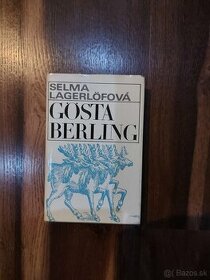 SELMA
LAGERLÖFOVÁ
GÖSTA
BERLING
bazos.sk